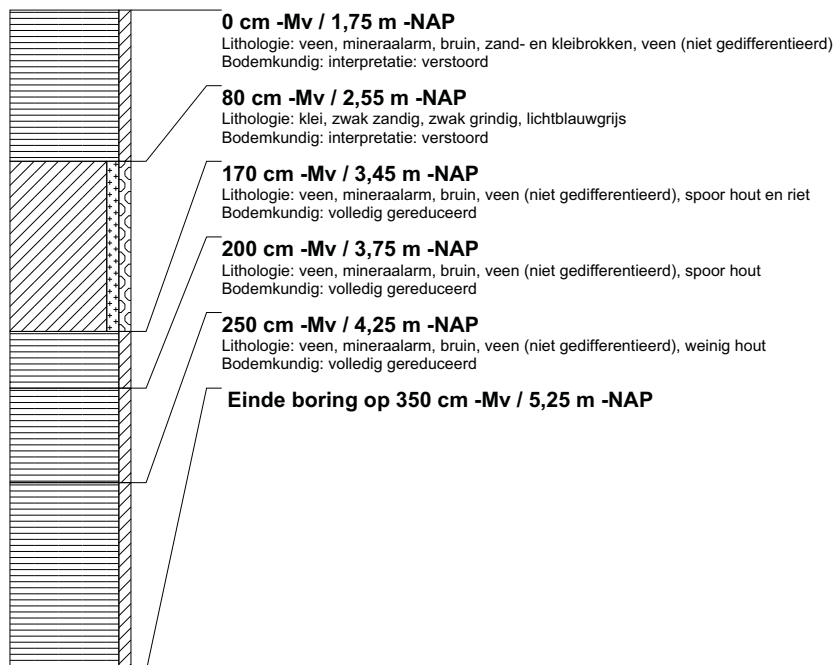 0 cm -Mv / 1,75 m -NAP
Lithologie: veen, mineraalarm, bruin, zand- en kleibrokken, veen (niet gedifferentieerd)
Bodemkundig: interpretatie: verstoord
80 cm -Mv / 2,55 m -NAP
Lithologie: klei, zwak zandig, zwak grindig, lichtblauwgrijs
Bodemkundig: interpretatie: verstoord
170 cm -Mv / 3,45 m -NAP
Lithologie: veen, mineraalarm, bruin, veen (niet gedifferentieerd), spoor hout en riet
Bodemkundig: volledig gereduceerd
200 cm -Mv / 3,75 m -NAP
Lithologie: veen, mineraalarm, bruin, veen (niet gedifferentieerd), spoor hout
Bodemkundig: volledig gereduceerd
250 cm -Mv / 4,25 m -NAP
Lithologie: veen, mineraalarm, bruin, veen (niet gedifferentieerd), weinig hout
Bodemkundig: volledig gereduceerd
Einde boring op 350 cm -Mv / 5,25 m -NAP